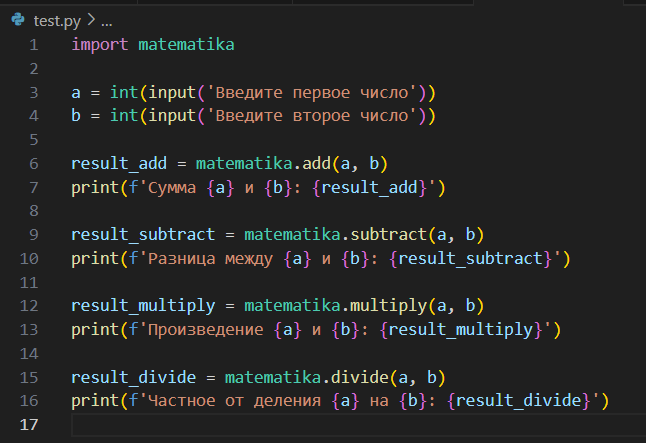 test.py > ...
1 import matematika
2
3 a = int(input('Введите первое число'))
4 b = int(input('Введите второе число'))
5
6 result_add = matematika.add(a, b)
7 print(f'Сумма {a} и {b}: {result_add}')
8
9 result_subtract = matematika.subtract(a, b)
10 print(f'Разница между {a} и {b}: {result_subtract}')
11
12 result_multiply = matematika.multiply(a, b)
13 print(f'Произведение {a} и {b}: {result_multiply}')
14
15 result_divide = matematika.divide(a, b)
16 print(f'Частное от деления {a} на {b}: {result_divide}')
17